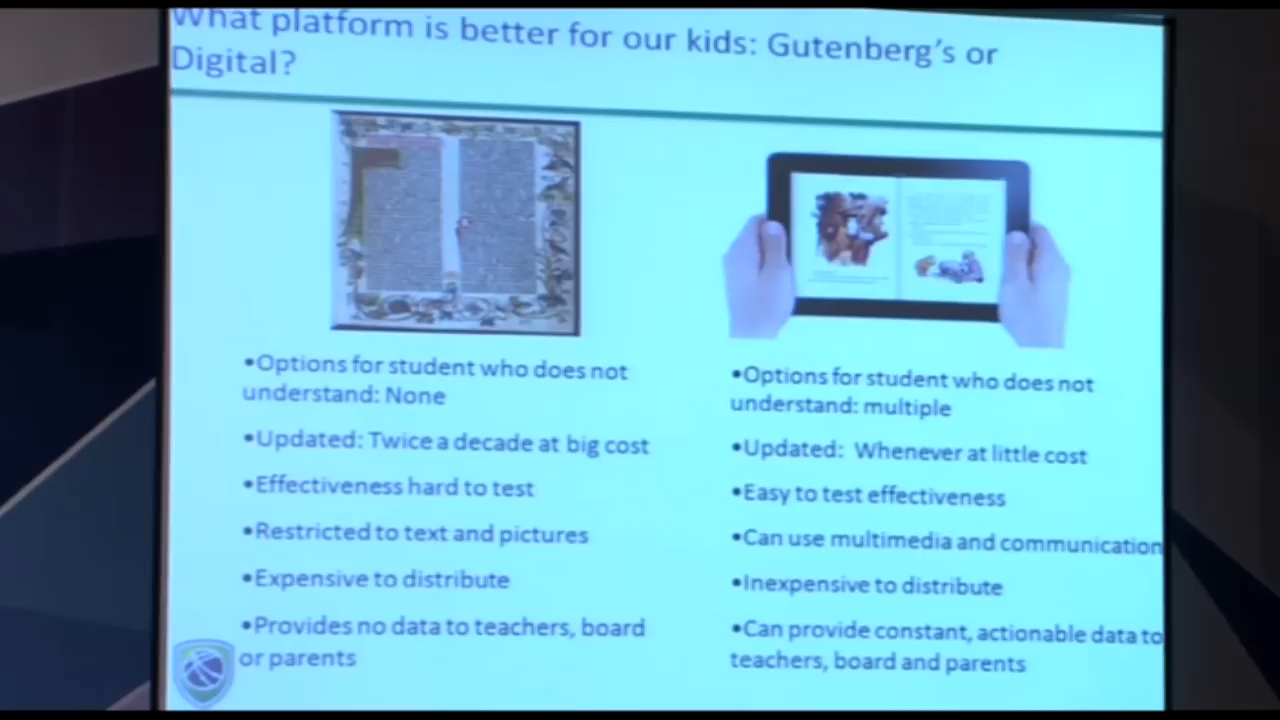 What platform is better for our kids: Gutenberg's or
Digital?
•Options for student who does not
understand: None
•Updated: Twice a decade at big cost
•Effectiveness hard to test
•Restricted to text and pictures
•Expensive to distribute
•Provides no data to teachers, board
or parents
•Options for student who does not
understand: multiple
•Updated: Whenever at little cost
•Easy to test effectiveness
•Can use multimedia and communication
•Inexpensive to distribute
•Can provide constant, actionable data to
teachers, board and parents